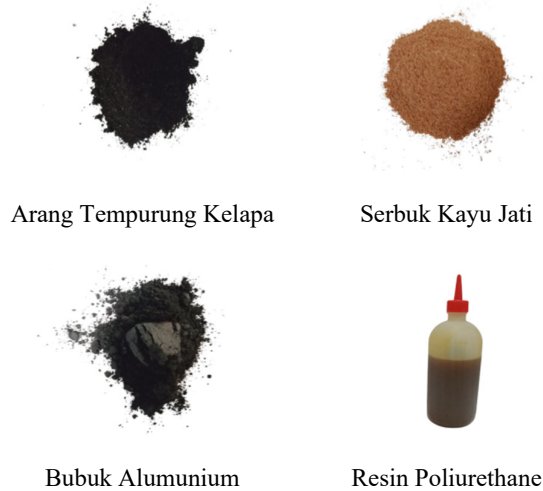 Arang Tempurung Kelapa
Serbuk Kayu Jati
Bubuk Alumunium
Resin Poliurethane